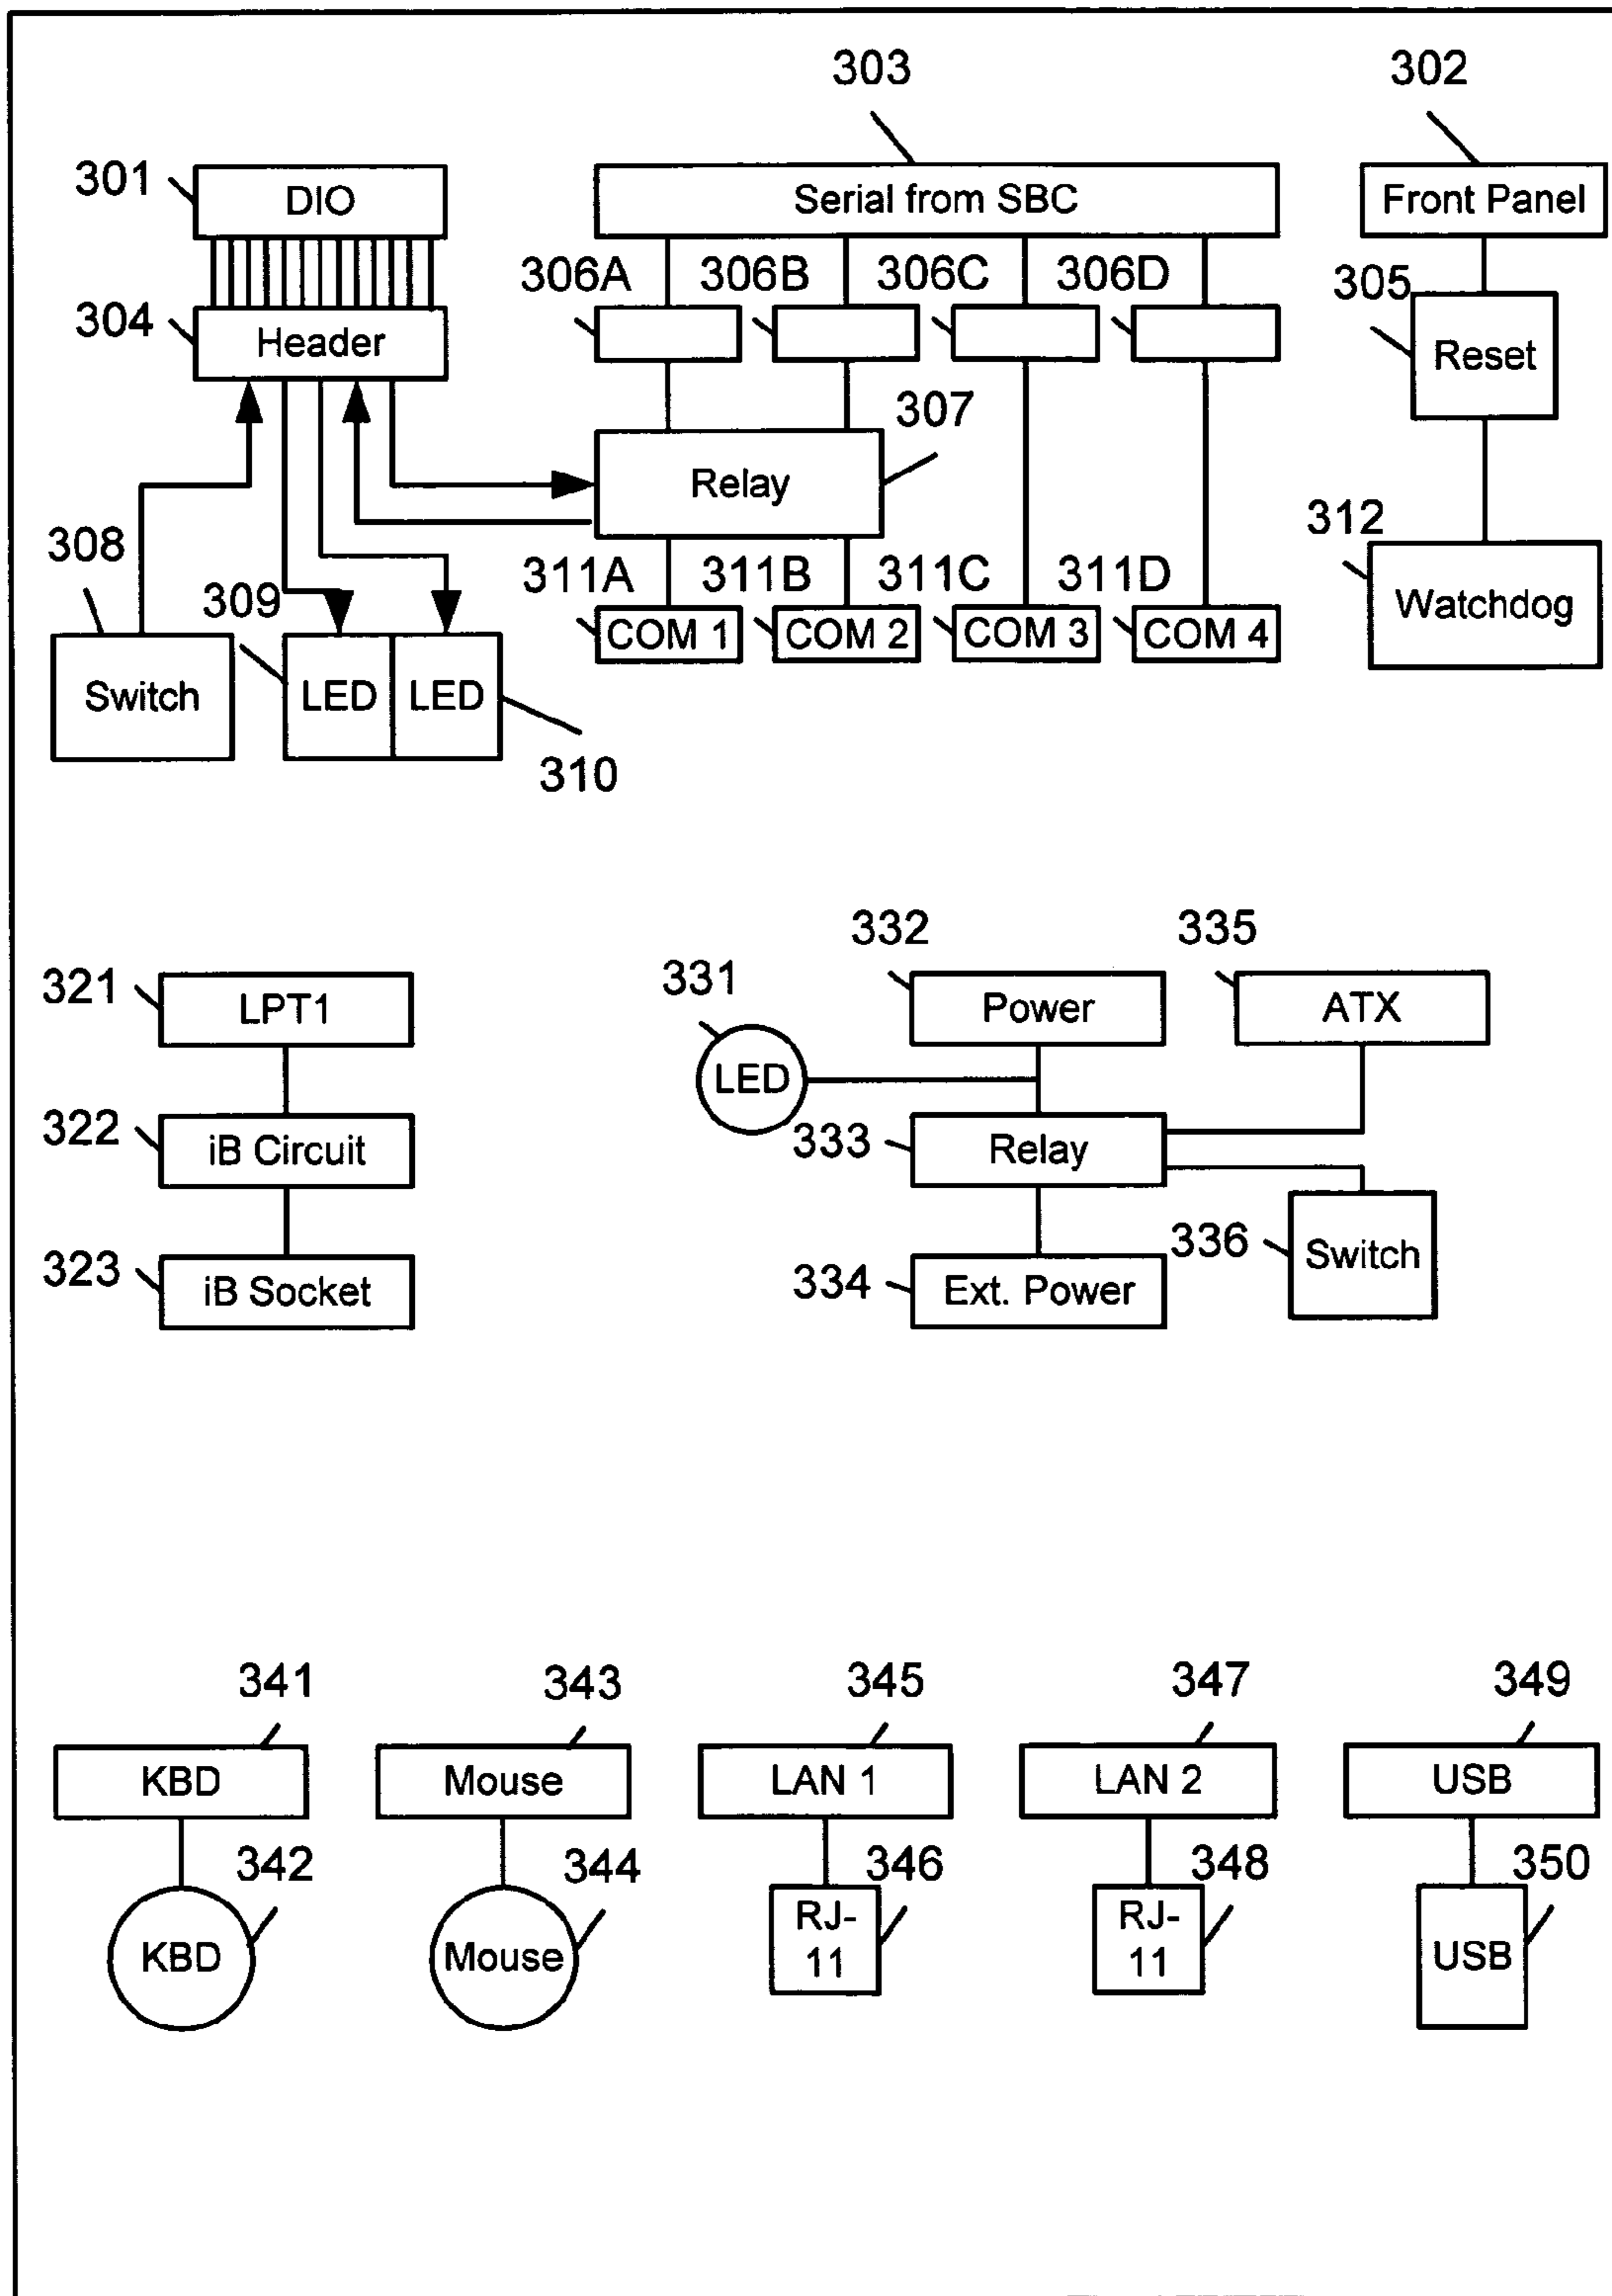 303
302
301
DIO
Serial from SBC
Front Panel
306A
306B
306C
306D
305
304
Header
Reset
307
Relay
308
312
309
311A
311B
311C
311D
Watchdog
COM 1
COM 2
COM 3
COM 4
Switch
LED
LED
310
332
335
321
LPT1
331
Power
ATX
LED
322
iB Circuit
333
Relay
336
Switch
323
iB Socket
334
Ext. Power
341
343
345
347
349
KBD
Mouse
LAN 1
LAN 2
USB
342
344
346
348
350
KBD
Mouse
RJ-
11
RJ-
11
USB